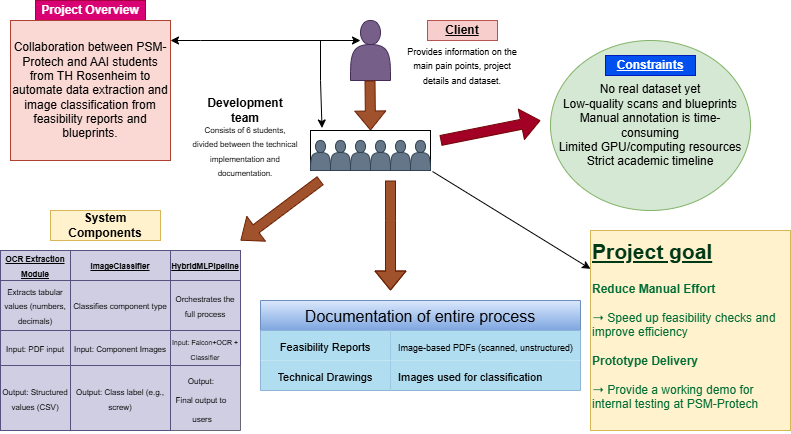 Project Overview
Collaboration between PSM-
Protech and AAI students
from TH Rosenheim to
automate data extraction and
image classification from
feasibility reports and
blueprints.
Client
Provides information on the
main pain points, project
details and dataset.
Constraints
No real dataset yet
Low-quality scans and blueprints
Manual annotation is time-
consuming
Limited GPU/computing resources
Strict academic timeline
Development
team
Consists of 6 students,
divided between the technical
implementation and
documentation.
System
Components
OCR Extraction
Module
ImageClassifier
HybridMLPipeline
Extracts tabular
values (numbers,
decimals)
Classifies component type
Orchestrates the
full process
Input: PDF input
Input: Component Images
Input: Falcon+OCR +
Classifier
Output: Structured
values (CSV)
Output: Class label (e.g.,
screw)
Output:
Final output to
users
Documentation of entire process
Feasibility Reports
Image-based PDFs (scanned, unstructured)
Technical Drawings
Images used for classification
Project goal
Reduce Manual Effort
→ Speed up feasibility checks and
improve efficiency
Prototype Delivery
→ Provide a working demo for
internal testing at PSM-Protech